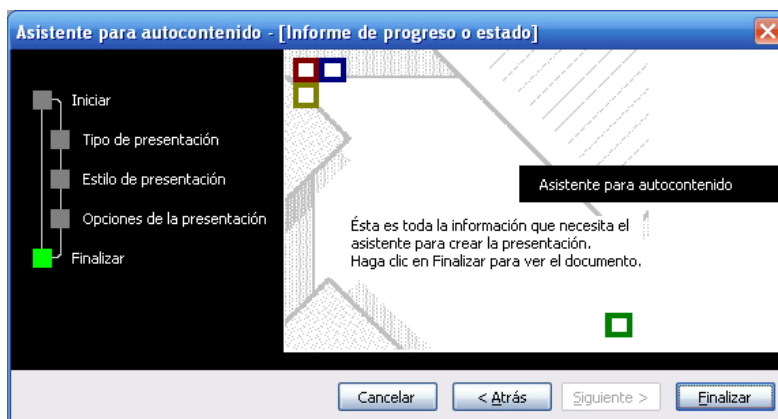 Asistente para autocontenido - [Informe de progreso o estado]
Iniciar
Tipo de presentación
Estilo de presentación
Opciones de la presentación
Finalizar
Asistente para autocontenido
Ésta es toda la información que necesita el
asistente para crear la presentación.
Haga clic en Finalizar para ver el documento.
Cancelar
< Atrás
Siguiente >
Finalizar